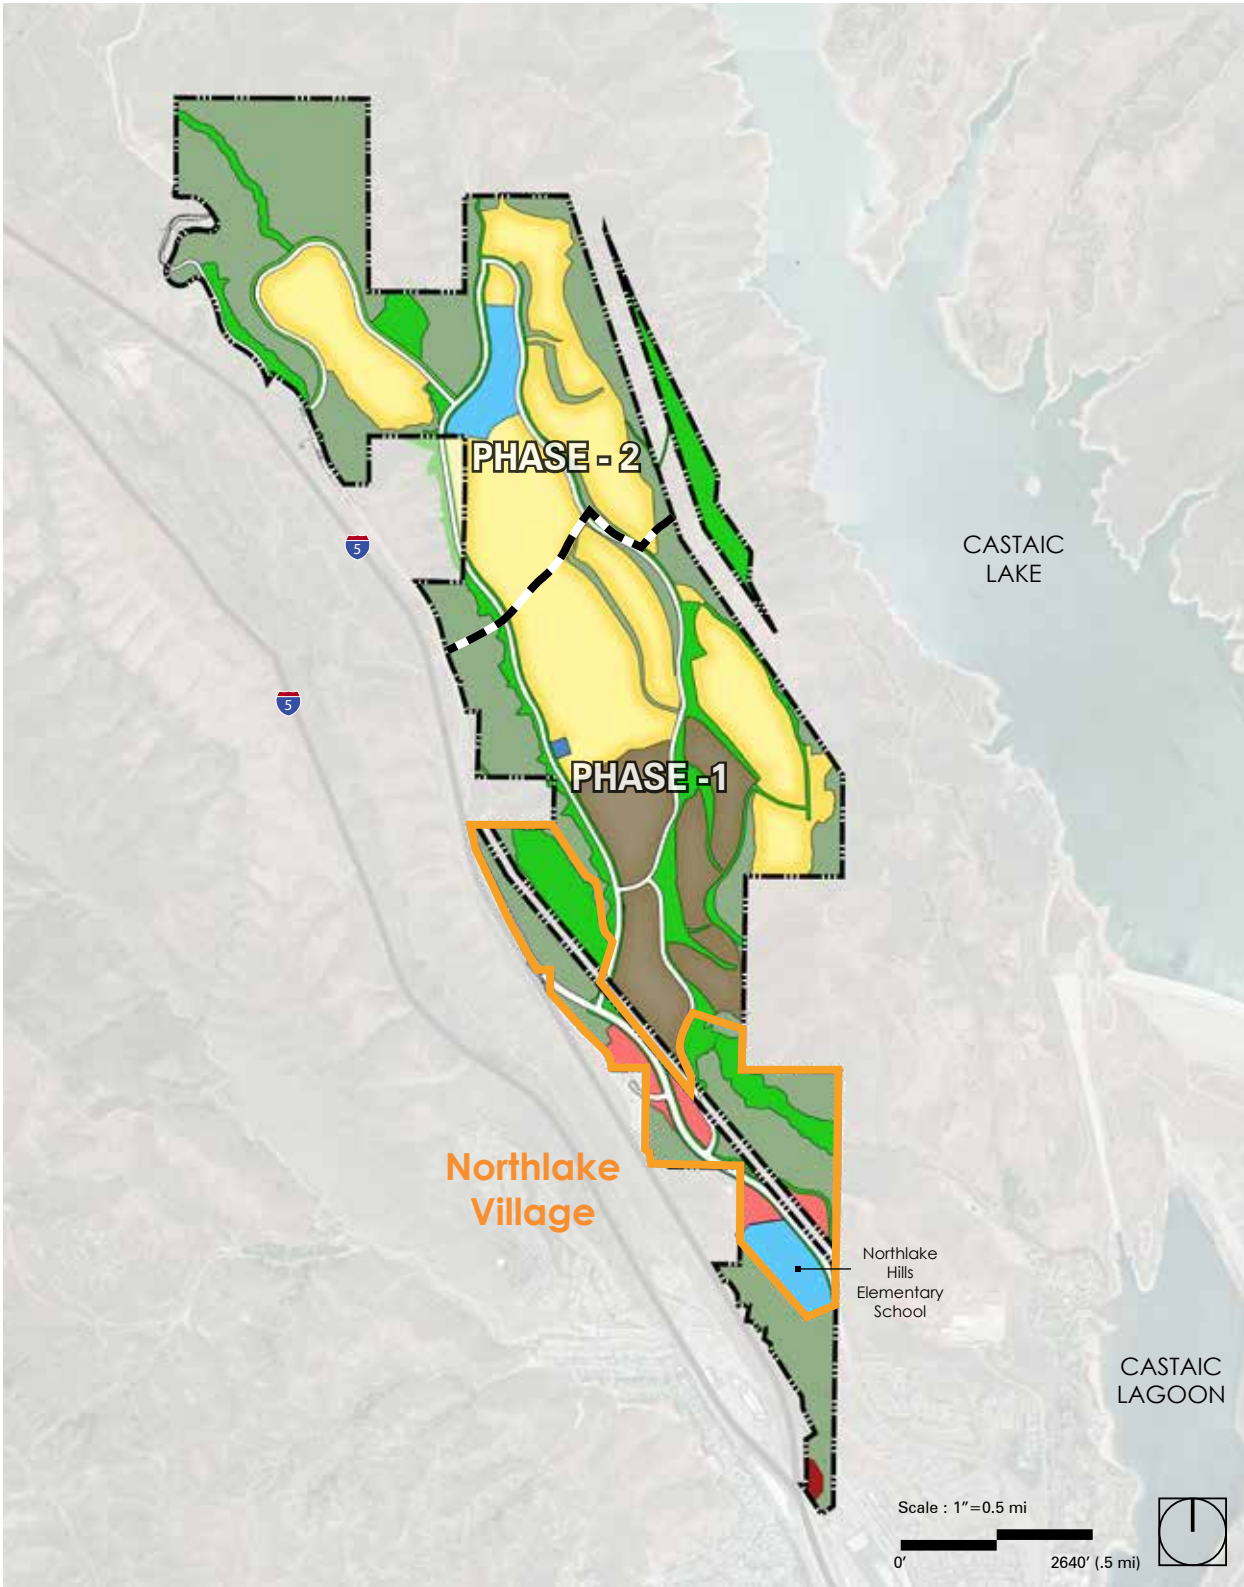 PHASE - 2
5
CASTAIC
LAKE
5
PHASE -1
Northlake
Village
Northlake
Hills
Elementary
School
CASTAIC
LAGOON
Scale : 1"=0.5 mi
0'
2640' (.5 mi)